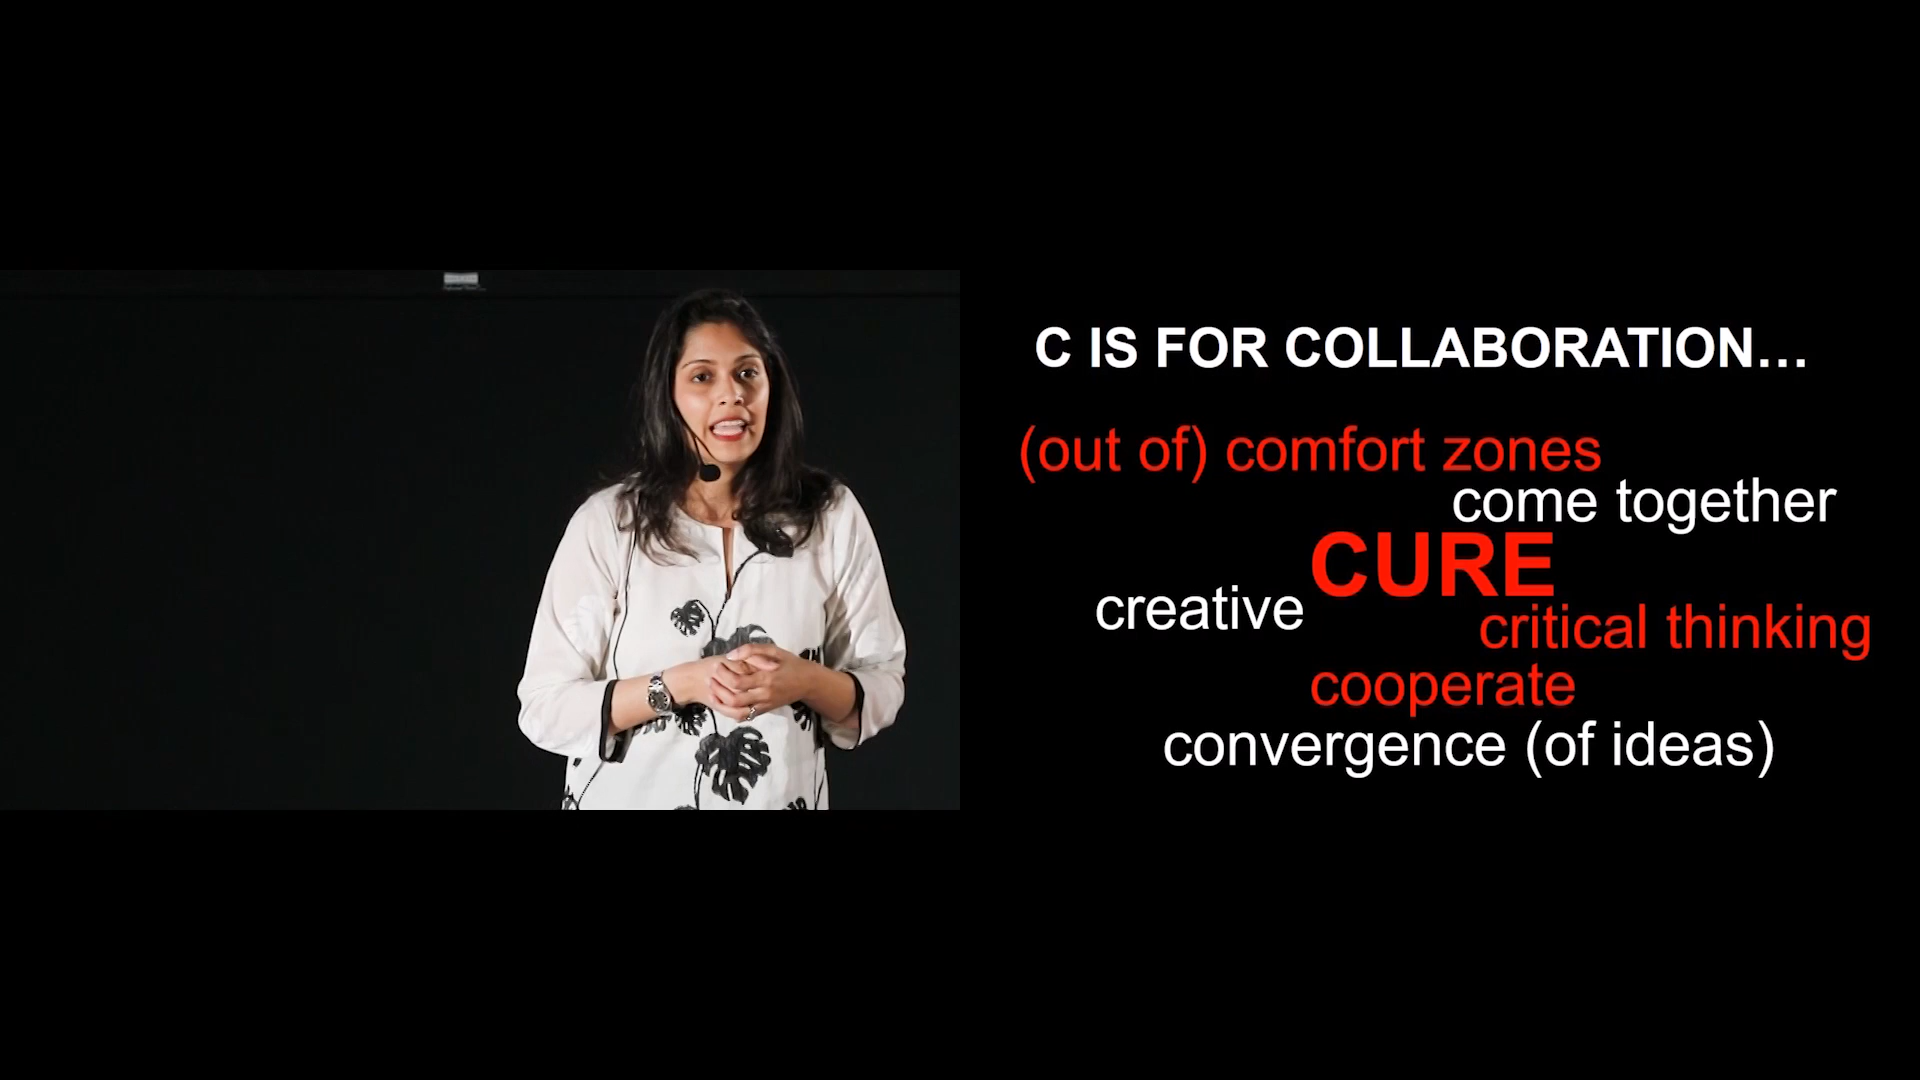 C IS FOR COLLABORATION…
(out of) comfort zones
come together
CURE
creative
critical thinking
cooperate
convergence (of ideas)